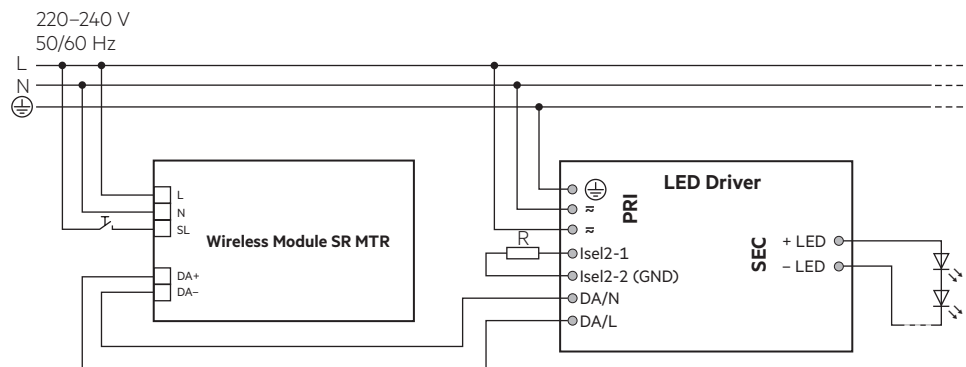 220–240 V
50/60 Hz
L
N
L
N
SL
Wireless Module SR MTR
DA+
DA–
LED Driver
PRI
≂
≂
R
Isel2-1
Isel2-2 (GND)
DA/N
DA/L
SEC
+ LED
– LED